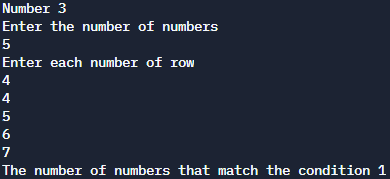 Number 3
Enter the number of numbers
5
Enter each number of row
4
4
5
6
7
The number of numbers that match the condition 1